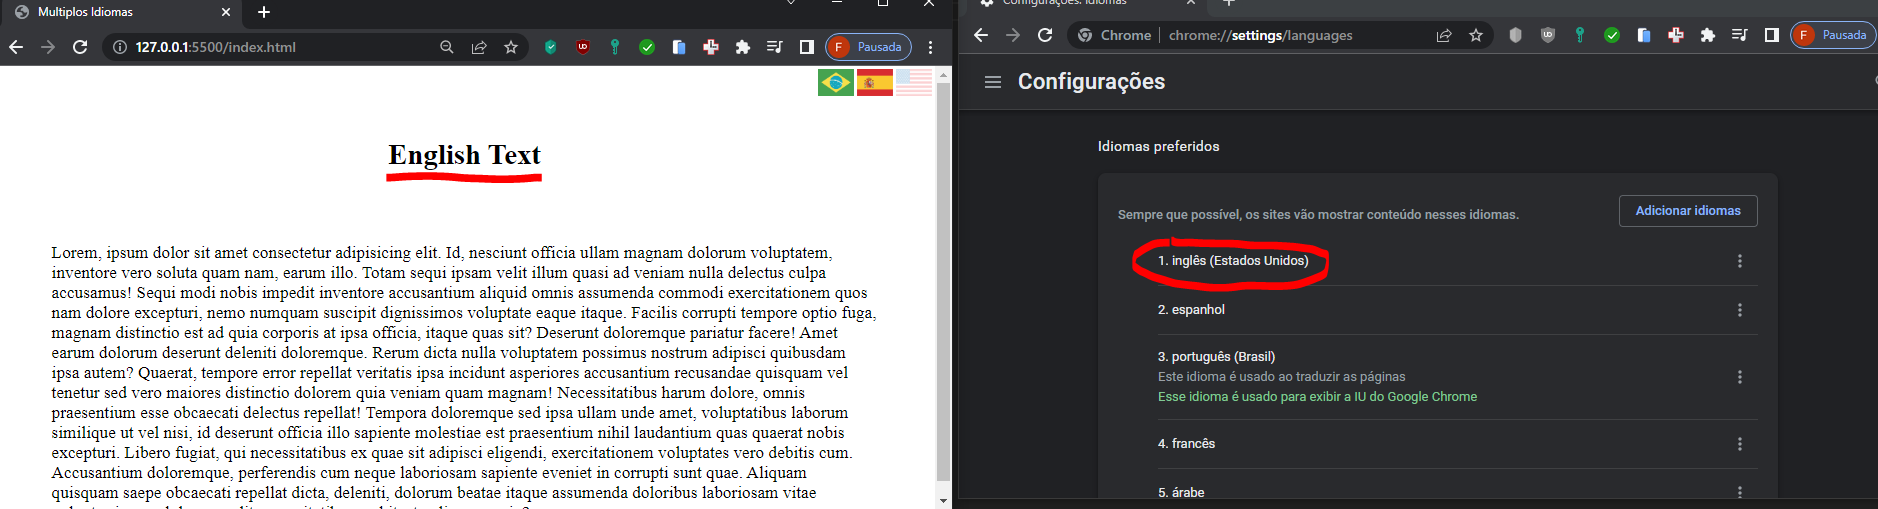 Multiplos Idiomas
127.0.0.1:5500/index.html
F Pausada
English Text
Lorem, ipsum dolor sit amet consectetur adipisicing elit. Id, nesciunt officia ullam magnam dolorum voluptatem,
inventore vero soluta quam nam, earum illo. Totam sequi ipsam velit illum quasi ad veniam nulla delectus culpa
accusamus! Sequi modi nobis impedit inventore accusantium aliquid omnis assumenda commodi exercitationem quos
nam dolore excepturi, nemo numquam suscipit dignissimos voluptate eaque itaque. Facilis corrupti tempore optio fuga,
magnam distinctio est ad quia corporis at ipsa officia, itaque quas sit? Deserunt doloremque pariatur facere! Amet
earum dolorum deserunt deleniti doloremque. Rerum dicta nulla voluptatem possimus nostrum adipisci quibusdam
ipsa autem? Quaerat, tempore error repellat veritatis ipsa incidunt asperiores accusantium recusandae quisquam vel
tenetur sed vero maiores distinctio dolorem quia veniam quam magnam! Necessitatibus harum dolore, omnis
praesentium esse obcaecati delectus repellat! Tempora doloremque sed ipsa ullam unde amet, voluptatibus laborum
similique ut vel nisi, id deserunt officia illo sapiente molestiae est praesentium nihil laudantium quas quaerat nobis
excepturi. Libero fugiat, qui necessitatibus ex quae sit adipisci eligendi, exercitationem voluptates vero debitis cum.
Accusantium doloremque, perferendis cum neque laboriosam sapiente eveniet in corrupti sunt quae. Aliquam
quisquam saepe obcaecati repellat dicta, deleniti, dolorum beatae itaque assumenda doloribus laboriosam vitae
Configurações: Idiomas
Chrome chrome://settings/languages
F Pausada
Configurações
Idiomas preferidos
Sempre que possível, os sites vão mostrar conteúdo nesses idiomas.
Adicionar idiomas
1. inglês (Estados Unidos)
2. espanhol
3. português (Brasil)
Este idioma é usado ao traduzir as páginas
Esse idioma é usado para exibir a IU do Google Chrome
4. francês
5. árabe